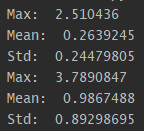 Max:  2.510436
Mean:  0.2639245
Std:  0.24479805
Max:  3.7890847
Mean:  0.9867488
Std:  0.89298695